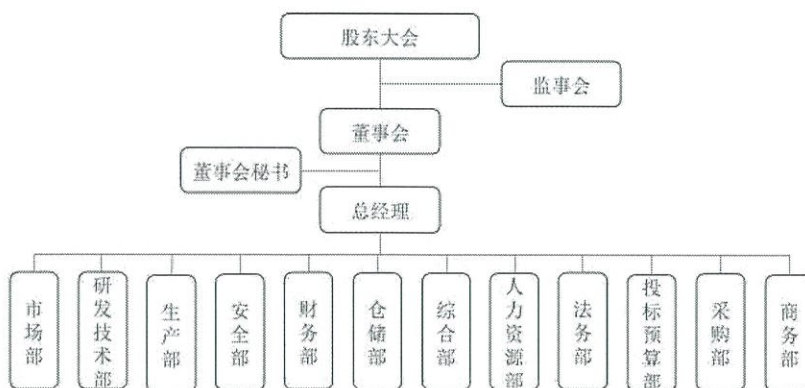 股东大会
监事会
董事会
董事会秘书
总经理
市场部
研发技术部
生产部
安全部
财务部
仓储部
综合部
人力资源部
法务部
投标预算部
采购部
商务部